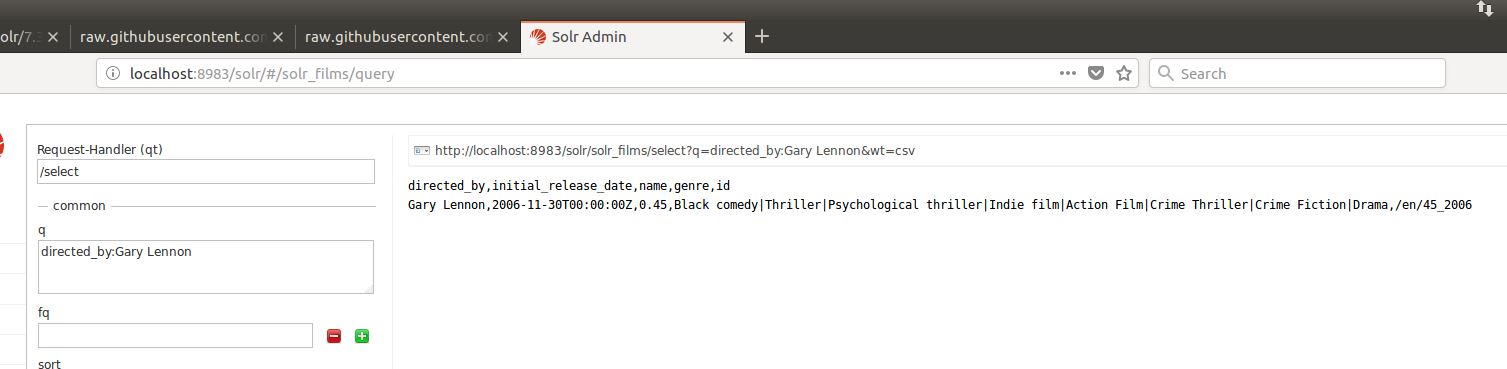 olr/7.3
raw.githubusercontent.con
raw.githubusercontent.con
Solr Admin
localhost:8983/solr/#/solr_films/query
Search
Request-Handler (qt)
/select
common
q
directed_by:Gary Lennon
fq
sort
http://localhost:8983/solr/solr_films/select?q=directed_by:Gary Lennon&wt=csv
directed_by,initial_release_date,name,genre,id
Gary Lennon,2006-11-30T00:00:00Z,0.45,Black comedy|Thriller|Psychological thriller|Indie film|Action Film|Crime Thriller|Crime Fiction|Drama,/en/45_2006